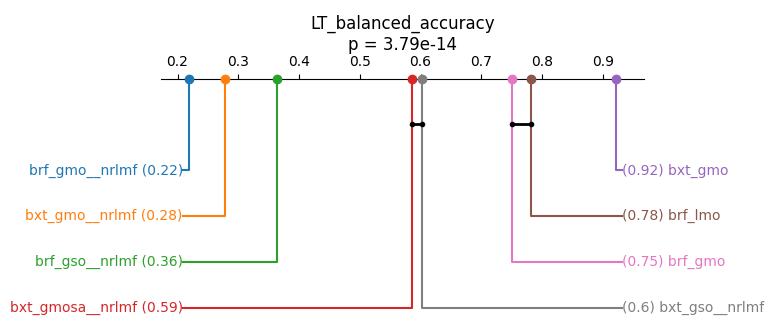 LT_balanced_accuracy
p = 3.79e-14
0.2 0.3 0.4 0.5 0.6 0.7 0.8 0.9
brf_gmo__nrlmf (0.22) (0.92) bxt_gmo
bxt_gmo__nrlmf (0.28) (0.78) brf_lmo
brf_gso__nrlmf (0.36) (0.75) brf_gmo
bxt_gmosa__nrlmf (0.59) (0.6) bxt_gso__nrlmf